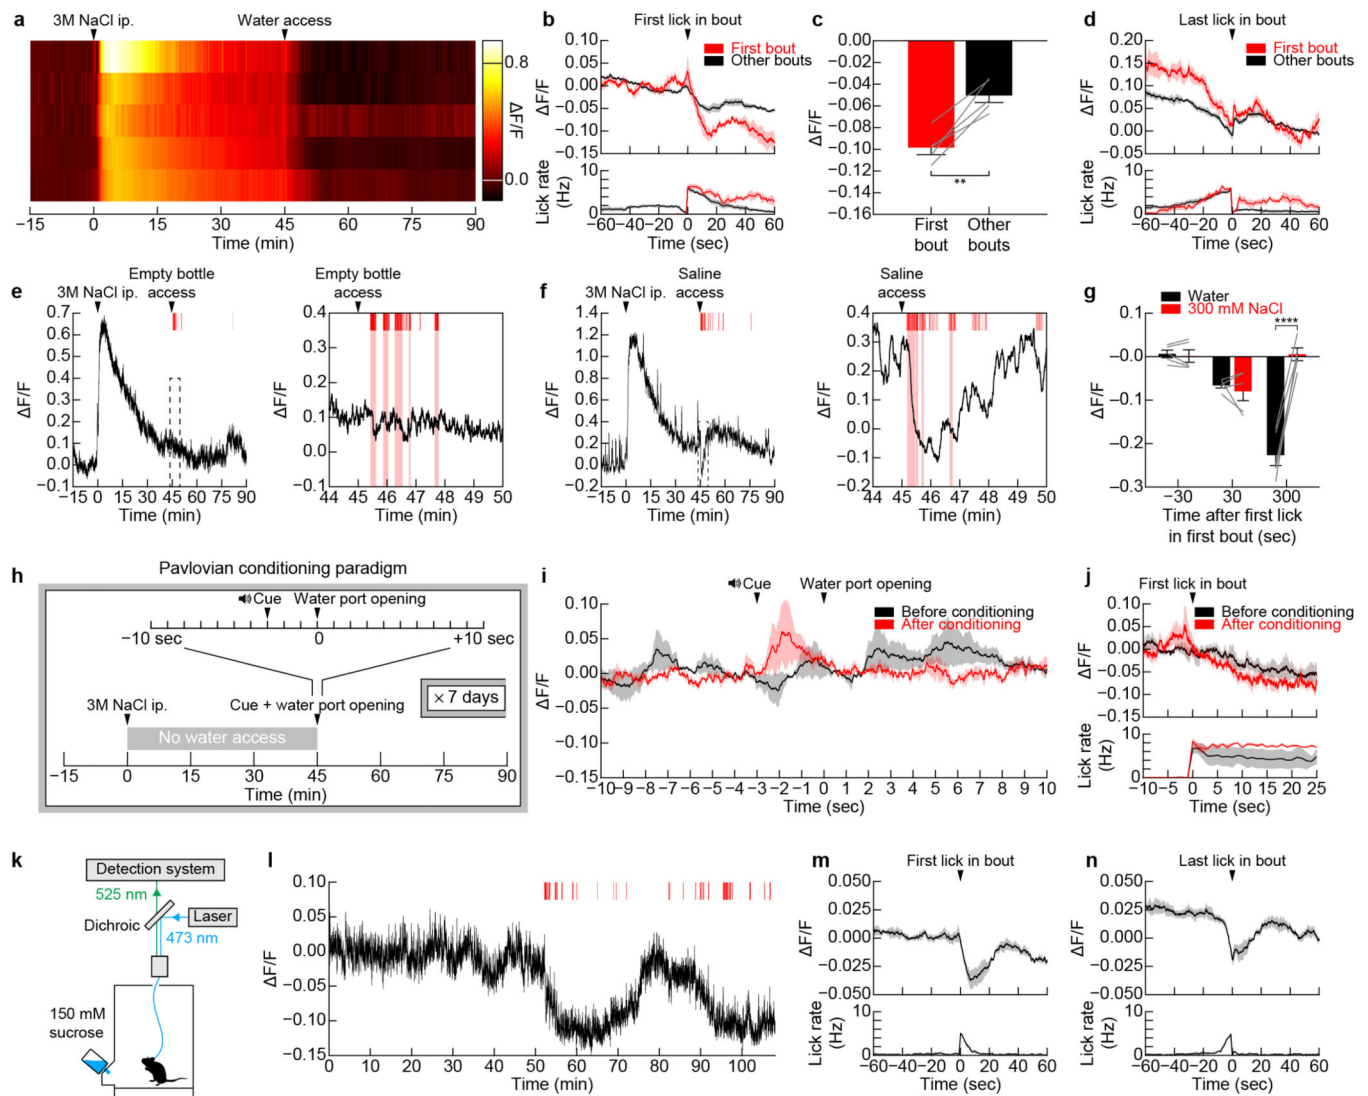 a
3M NaCl ip.
Water access
0.8
ΔF/F
0.0
−15 0 15 30 45 60 75 90
Time (min)
b
First lick in bout
First bout
Other bouts
0.10
0.05
0.00
−0.05
−0.10
−0.15
ΔF/F
10
0
Lick rate
(Hz)
−60 −40 −20 0 20 40 60
Time (sec)
c
−0.00
−0.02
−0.04
−0.06
−0.08
−0.10
−0.12
−0.14
−0.16
ΔF/F
**
First
bout
Other
bouts
d
Last lick in bout
First bout
Other bouts
0.20
0.15
0.10
0.05
0.00
−0.05
ΔF/F
10
0
Lick rate
(Hz)
−60 −40 −20 0 20 40 60
Time (sec)
e
3M NaCl ip.
Empty bottle
access
0.7
0.6
0.5
0.4
0.3
0.2
0.1
0.0
−0.1
ΔF/F
−15 0 15 30 45 60 75 90
Time (min)
Empty bottle
access
0.4
0.3
0.2
0.1
0.0
−0.1
ΔF/F
44 45 46 47 48 49 50
Time (min)
f
3M NaCl ip.
Saline
access
1.4
1.2
1.0
0.8
0.6
0.4
0.2
0.0
−0.2
ΔF/F
−15 0 15 30 45 60 75 90
Time (min)
Saline
access
0.4
0.3
0.2
0.1
0.0
−0.1
−0.2
ΔF/F
44 45 46 47 48 49 50
Time (min)
g
Water
300 mM NaCl
****
−0.1
−0.0
−0.1
−0.2
−0.3
ΔF/F
−30 30 300
Time after first lick
in first bout (sec)
h
Pavlovian conditioning paradigm
Cue
Water port opening
−10 sec 0 +10 sec
3M NaCl ip.
Cue + water port opening
× 7 days
No water access
−15 0 15 30 45 60 75 90
Time (min)
i
Cue
Water port opening
Before conditioning
After conditioning
0.10
0.05
0.00
−0.05
−0.10
−0.15
ΔF/F
−10 −9 −8 −7 −6 −5 −4 −3 −2 −1 0 1 2 3 4 5 6 7 8 9 10
Time (sec)
j
First lick in bout
Before conditioning
After conditioning
0.10
0.05
0.00
−0.05
−0.10
−0.15
ΔF/F
10
0
Lick rate
(Hz)
−10 −5 0 5 10 15 20 25
Time (sec)
k
Detection system
525 nm
Dichroic
Laser
473 nm
150 mM
sucrose
l
0.10
0.05
0.00
−0.05
−0.10
−0.15
ΔF/F
0 10 20 30 40 50 60 70 80 90 100
Time (min)
m
First lick in bout
0.050
0.025
0.000
−0.025
−0.050
ΔF/F
10
0
Lick rate
(Hz)
−60 −40 −20 0 20 40 60
Time (sec)
n
Last lick in bout
0.050
0.025
0.000
−0.025
−0.050
ΔF/F
10
0
Lick rate
(Hz)
−60 −40 −20 0 20 40 60
Time (sec)